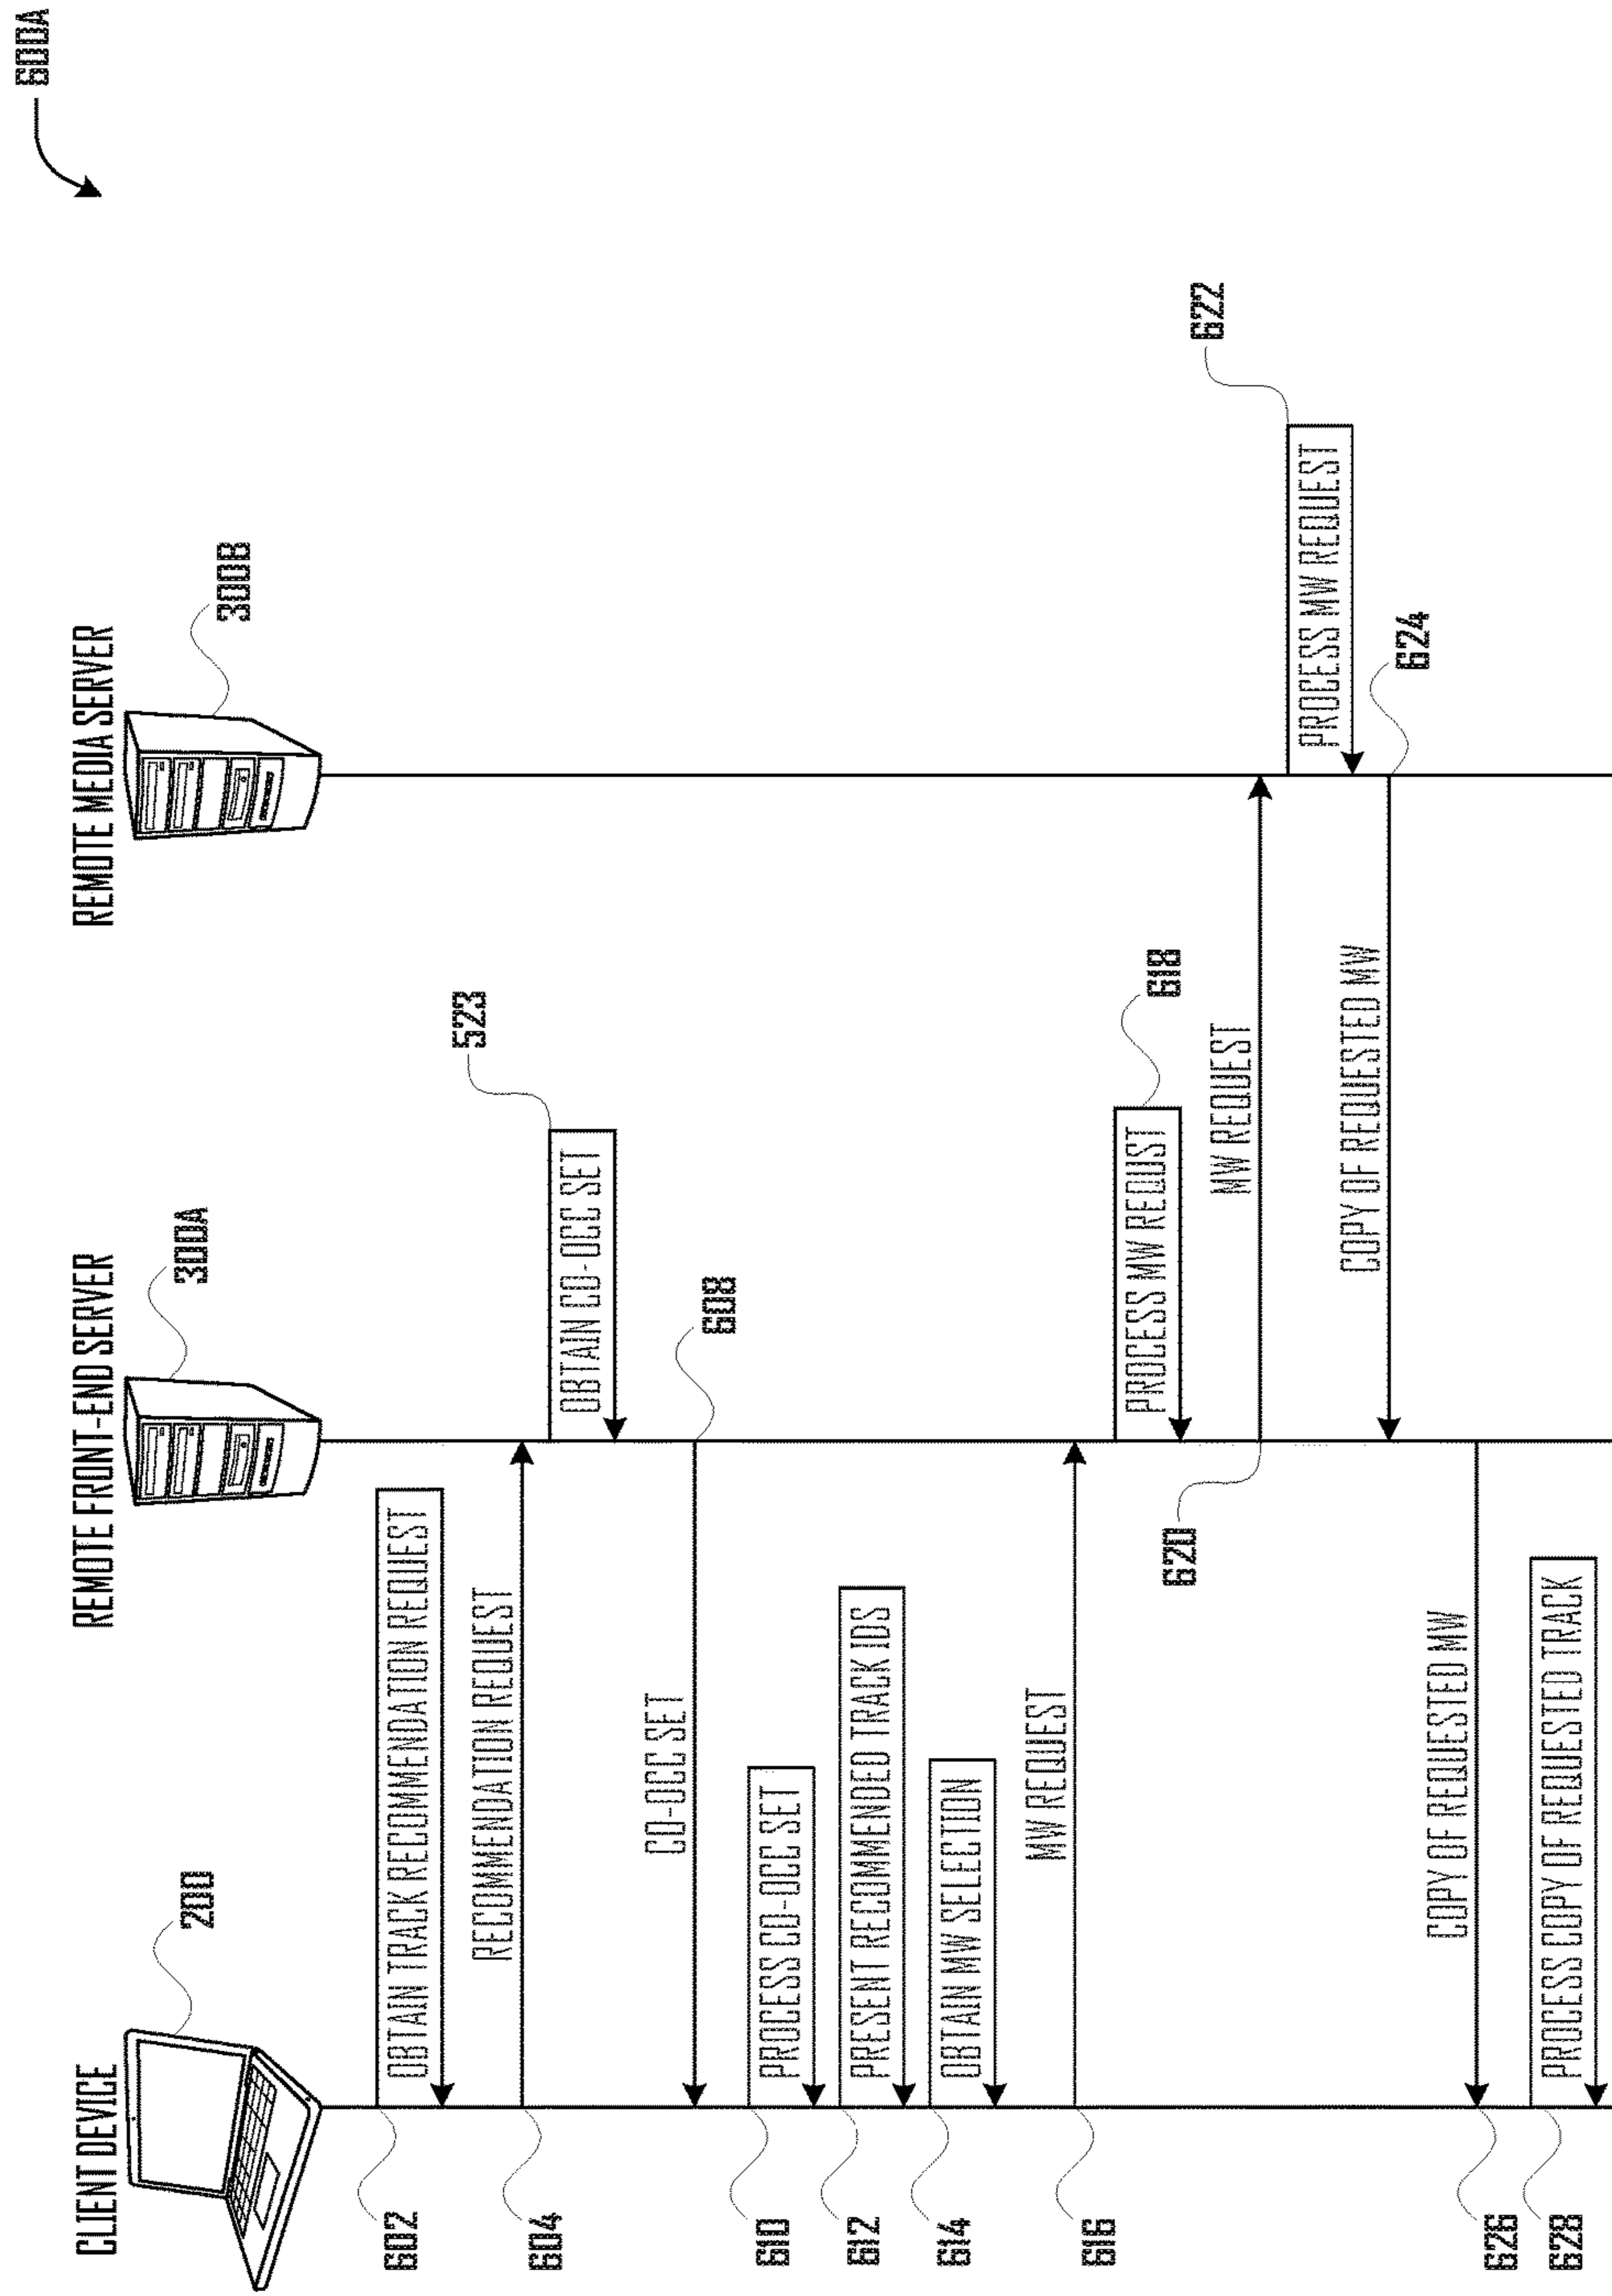 600A
CLIENT DEVICE
200
REMOTE FRONT-END SERVER
300A
REMOTE MEDIA SERVER
300B
602
OBTAIN TRACK RECOMMENDATION REQUEST
604
RECOMMENDATION REQUEST
523
OBTAIN CO-OCC SET
CO-OCC SET
608
610
PROCESS CO-OCC SET
612
PRESENT RECOMMENDED TRACK IDS
614
OBTAIN MW SELECTION
616
MW REQUEST
PROCESS MW REQUST
618
620
MW REQUEST
PROCESS MW REQUEST
622
COPY OF REQUESTED MW
624
626
COPY OF REQUESTED MW
628
PROCESS COPY OF REQUESTED TRACK